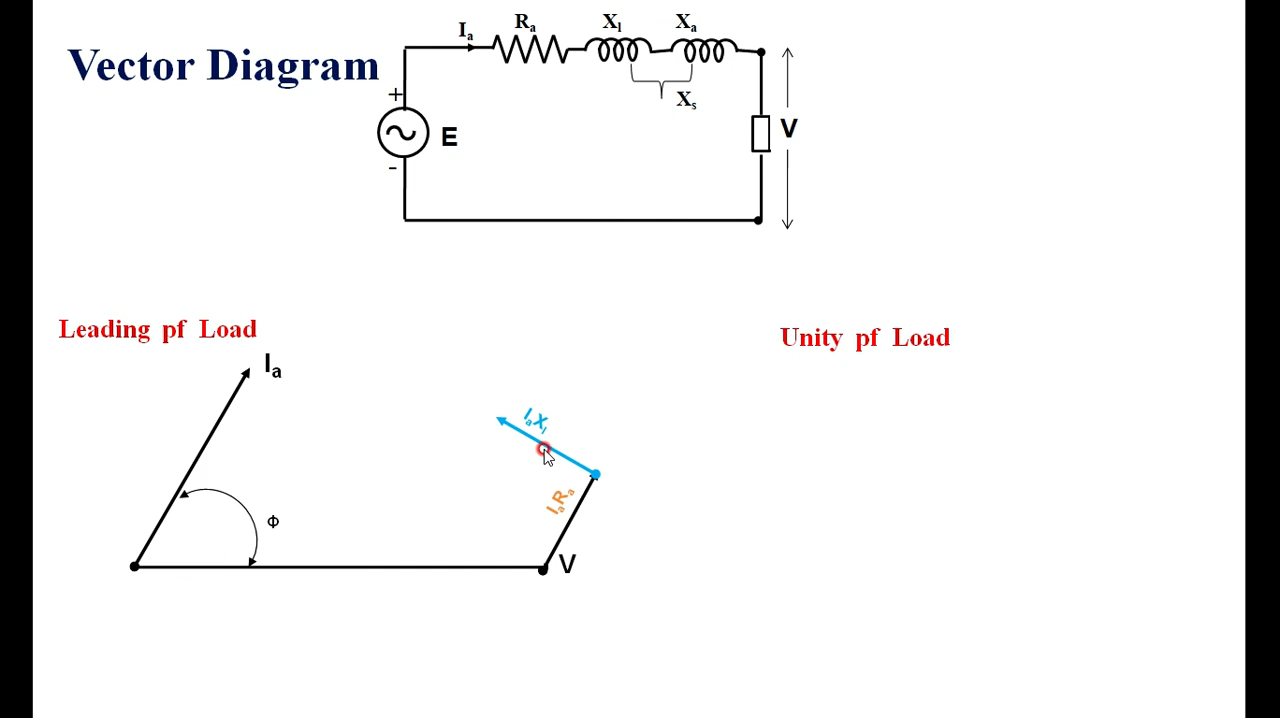 Vector Diagram
Iₐ
Rₐ
Xₗ
Xₐ
Xₛ
+
E
-
V
Leading pf Load
Unity pf Load
Iₐ
IₐXₗ
IₐRₐ
Φ
V